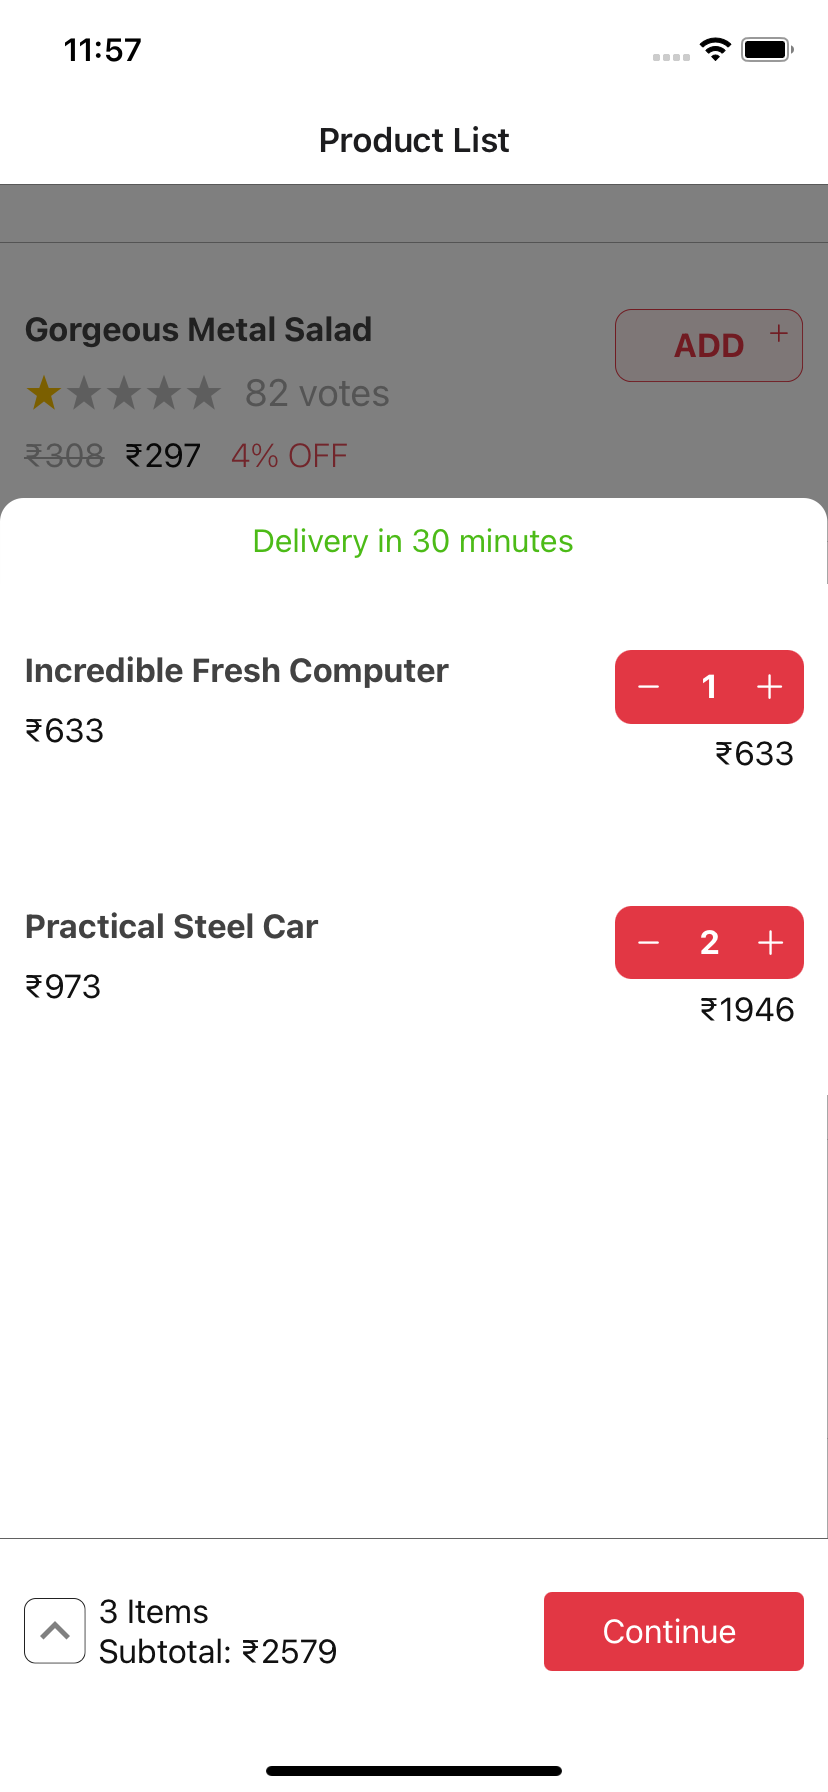 11:57
Product List
Gorgeous Metal Salad
ADD +
82 votes
₹308 ₹297 4% OFF
Delivery in 30 minutes
Incredible Fresh Computer
− 1 +
₹633
₹633
Practical Steel Car
− 2 +
₹973
₹1946
3 Items
Subtotal: ₹2579
Continue